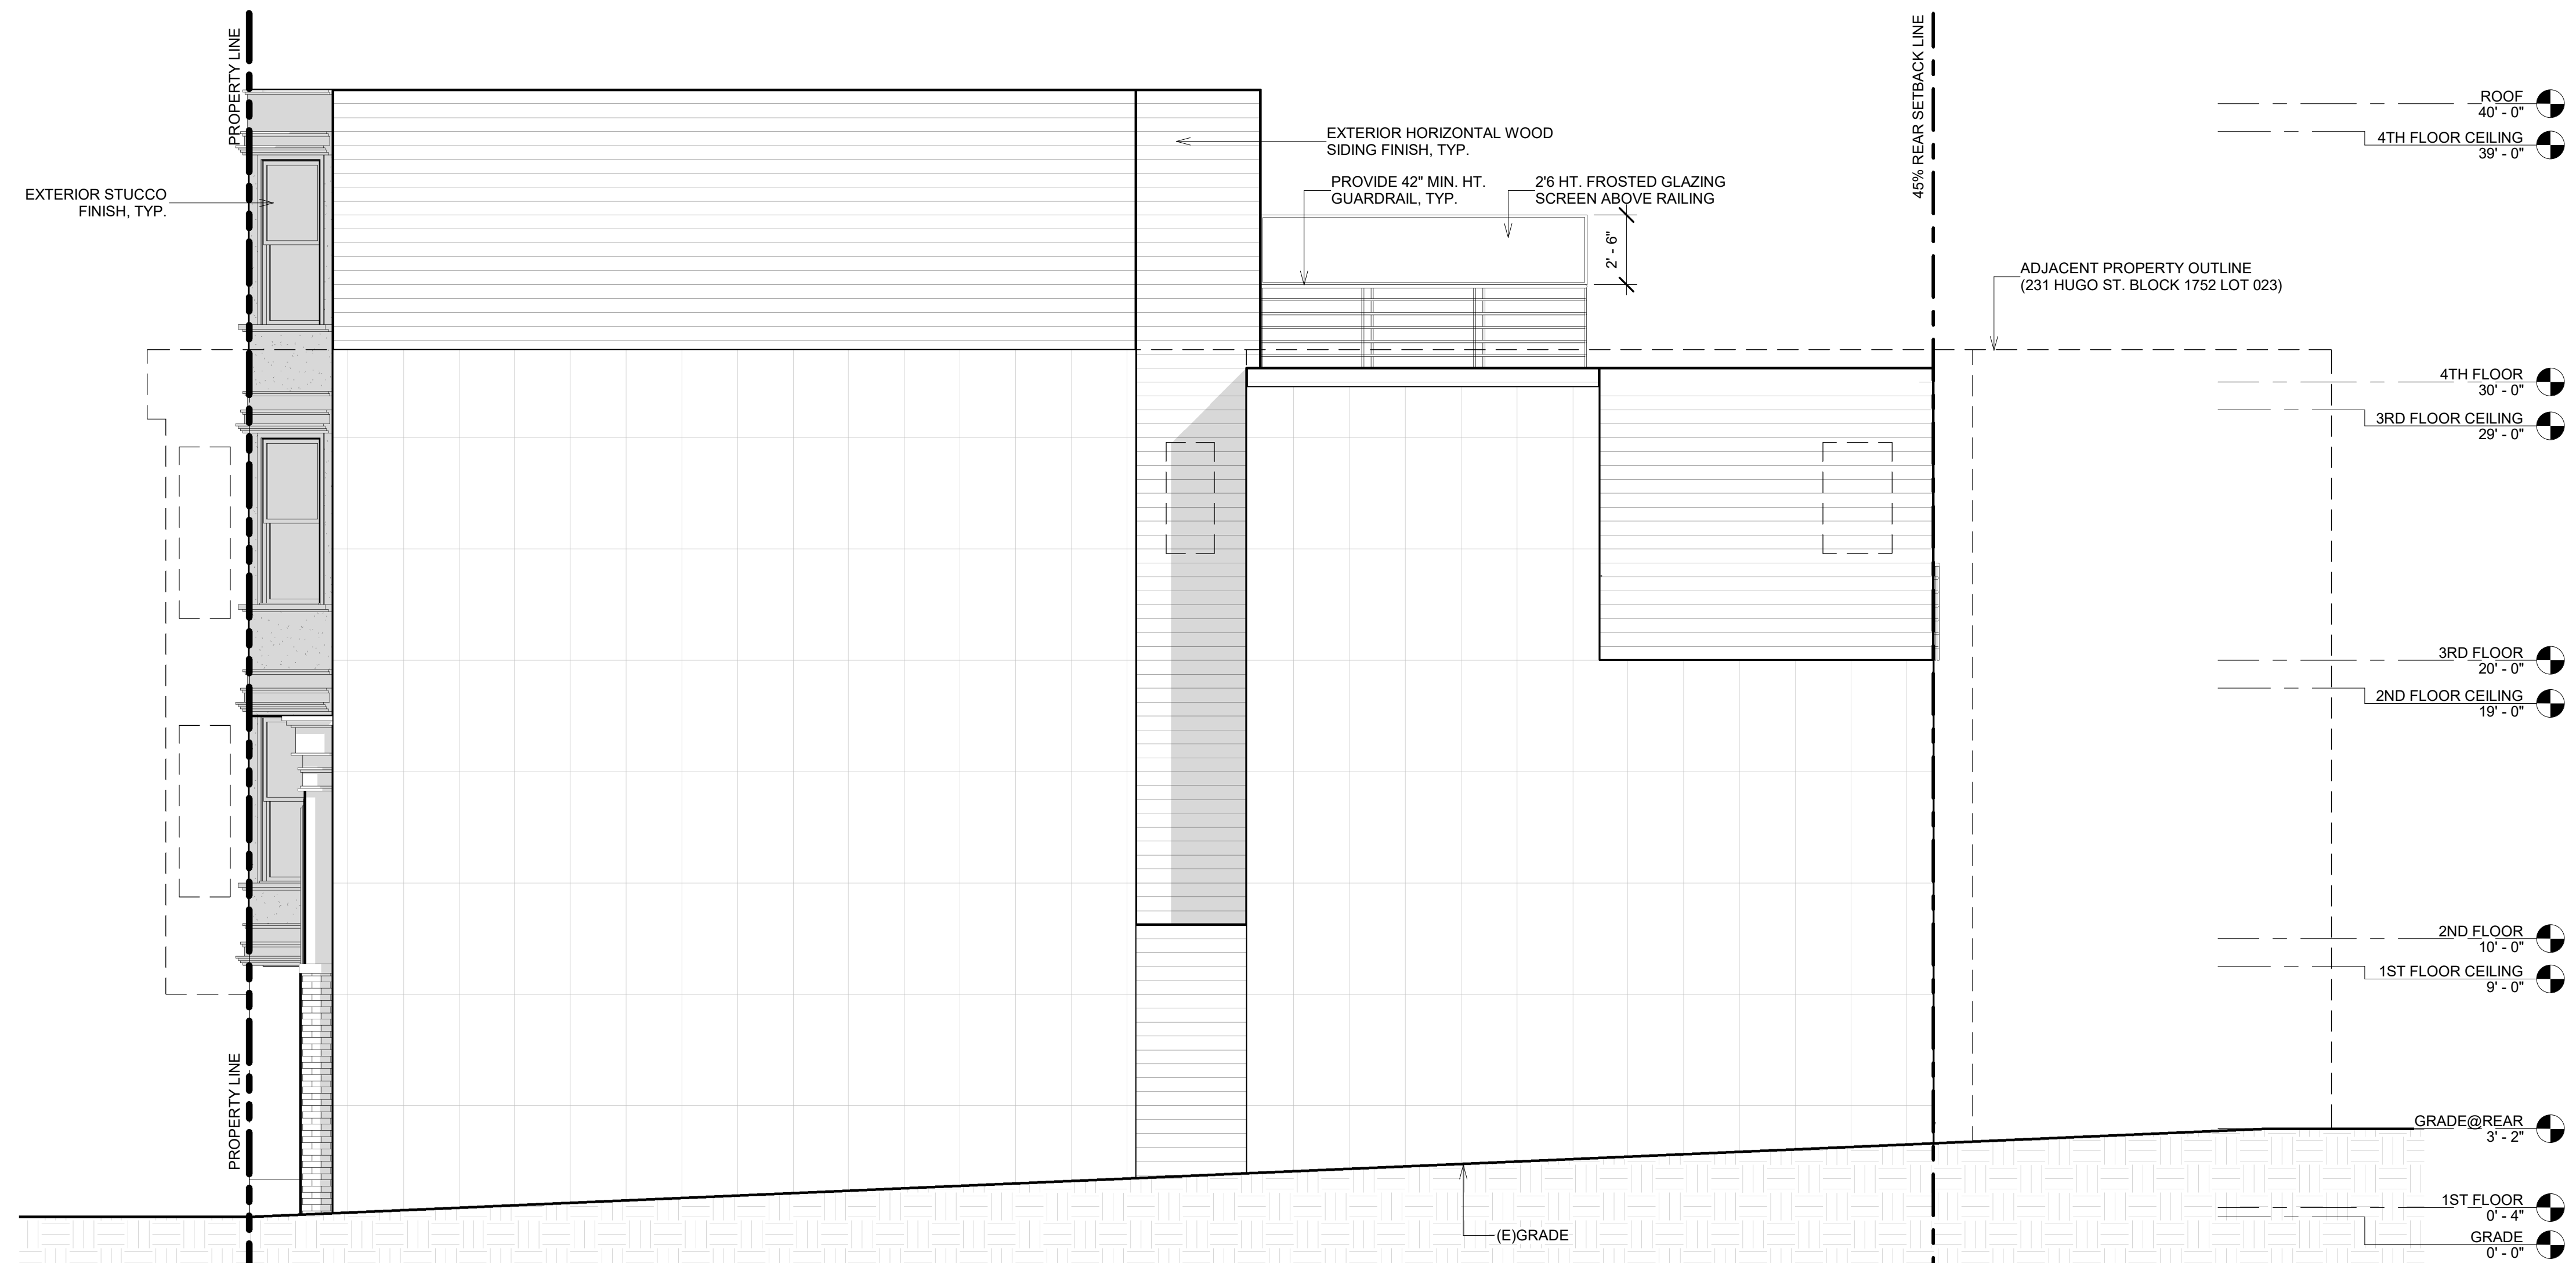 PROPERTY LINE
45% REAR SETBACK LINE
ROOF
40' - 0"
4TH FLOOR CEILING
39' - 0"
EXTERIOR HORIZONTAL WOOD
SIDING FINISH, TYP.
EXTERIOR STUCCO
FINISH, TYP.
PROVIDE 42" MIN. HT.
GUARDRAIL, TYP.
2'6 HT. FROSTED GLAZING
SCREEN ABOVE RAILING
2' - 6"
ADJACENT PROPERTY OUTLINE
(231 HUGO ST. BLOCK 1752 LOT 023)
4TH FLOOR
30' - 0"
3RD FLOOR CEILING
29' - 0"
3RD FLOOR
20' - 0"
2ND FLOOR CEILING
19' - 0"
2ND FLOOR
10' - 0"
1ST FLOOR CEILING
9' - 0"
PROPERTY LINE
GRADE@REAR
3' - 2"
1ST FLOOR
0' - 4"
(E)GRADE
GRADE
0' - 0"